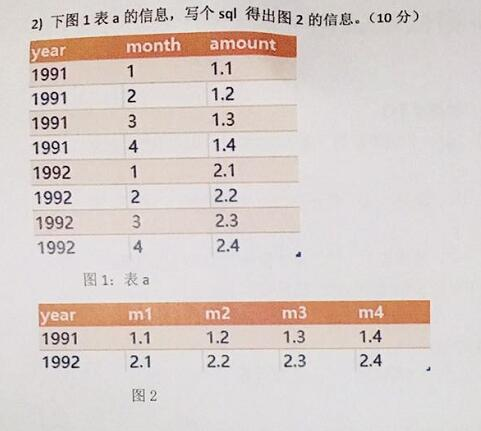 2) 下图 1 表 a 的信息，写个 sql 得出图 2 的信息。（10 分）
year month amount
1991 1 1.1
1991 2 1.2
1991 3 1.3
1991 4 1.4
1992 1 2.1
1992 2 2.2
1992 3 2.3
1992 4 2.4
图 1：表 a
year m1 m2 m3 m4
1991 1.1 1.2 1.3 1.4
1992 2.1 2.2 2.3 2.4
图 2